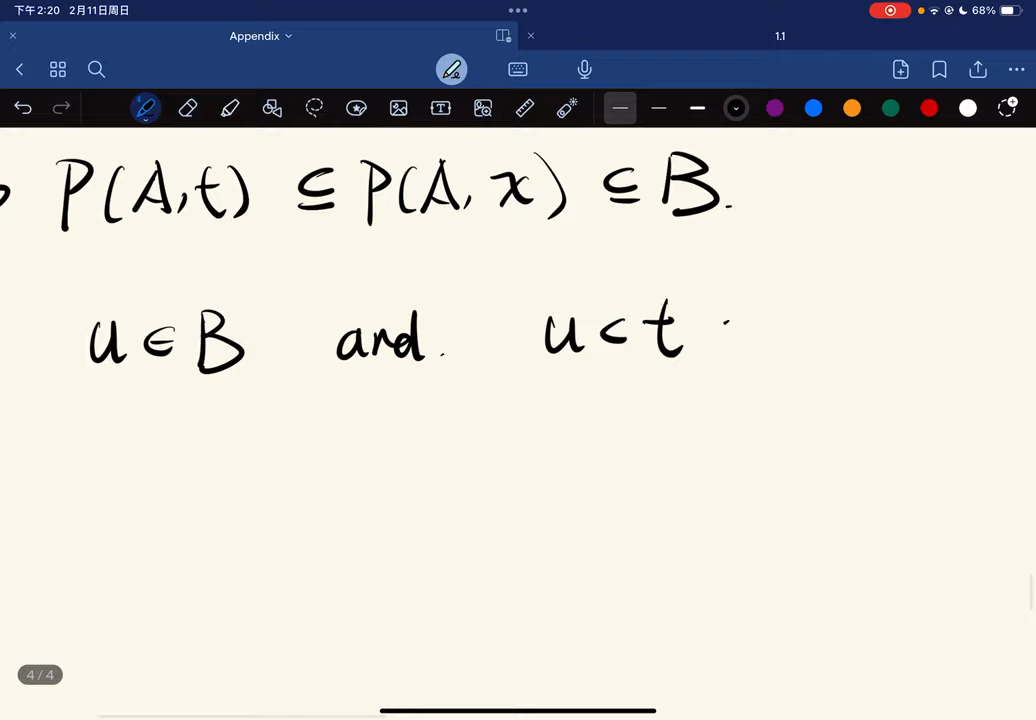 下午2:20 2月11日周日
68%
Appendix
1.1
P(A,t) ⊆ P(A,x) ⊆ B.
u ∈ B and. u < t
4 / 4